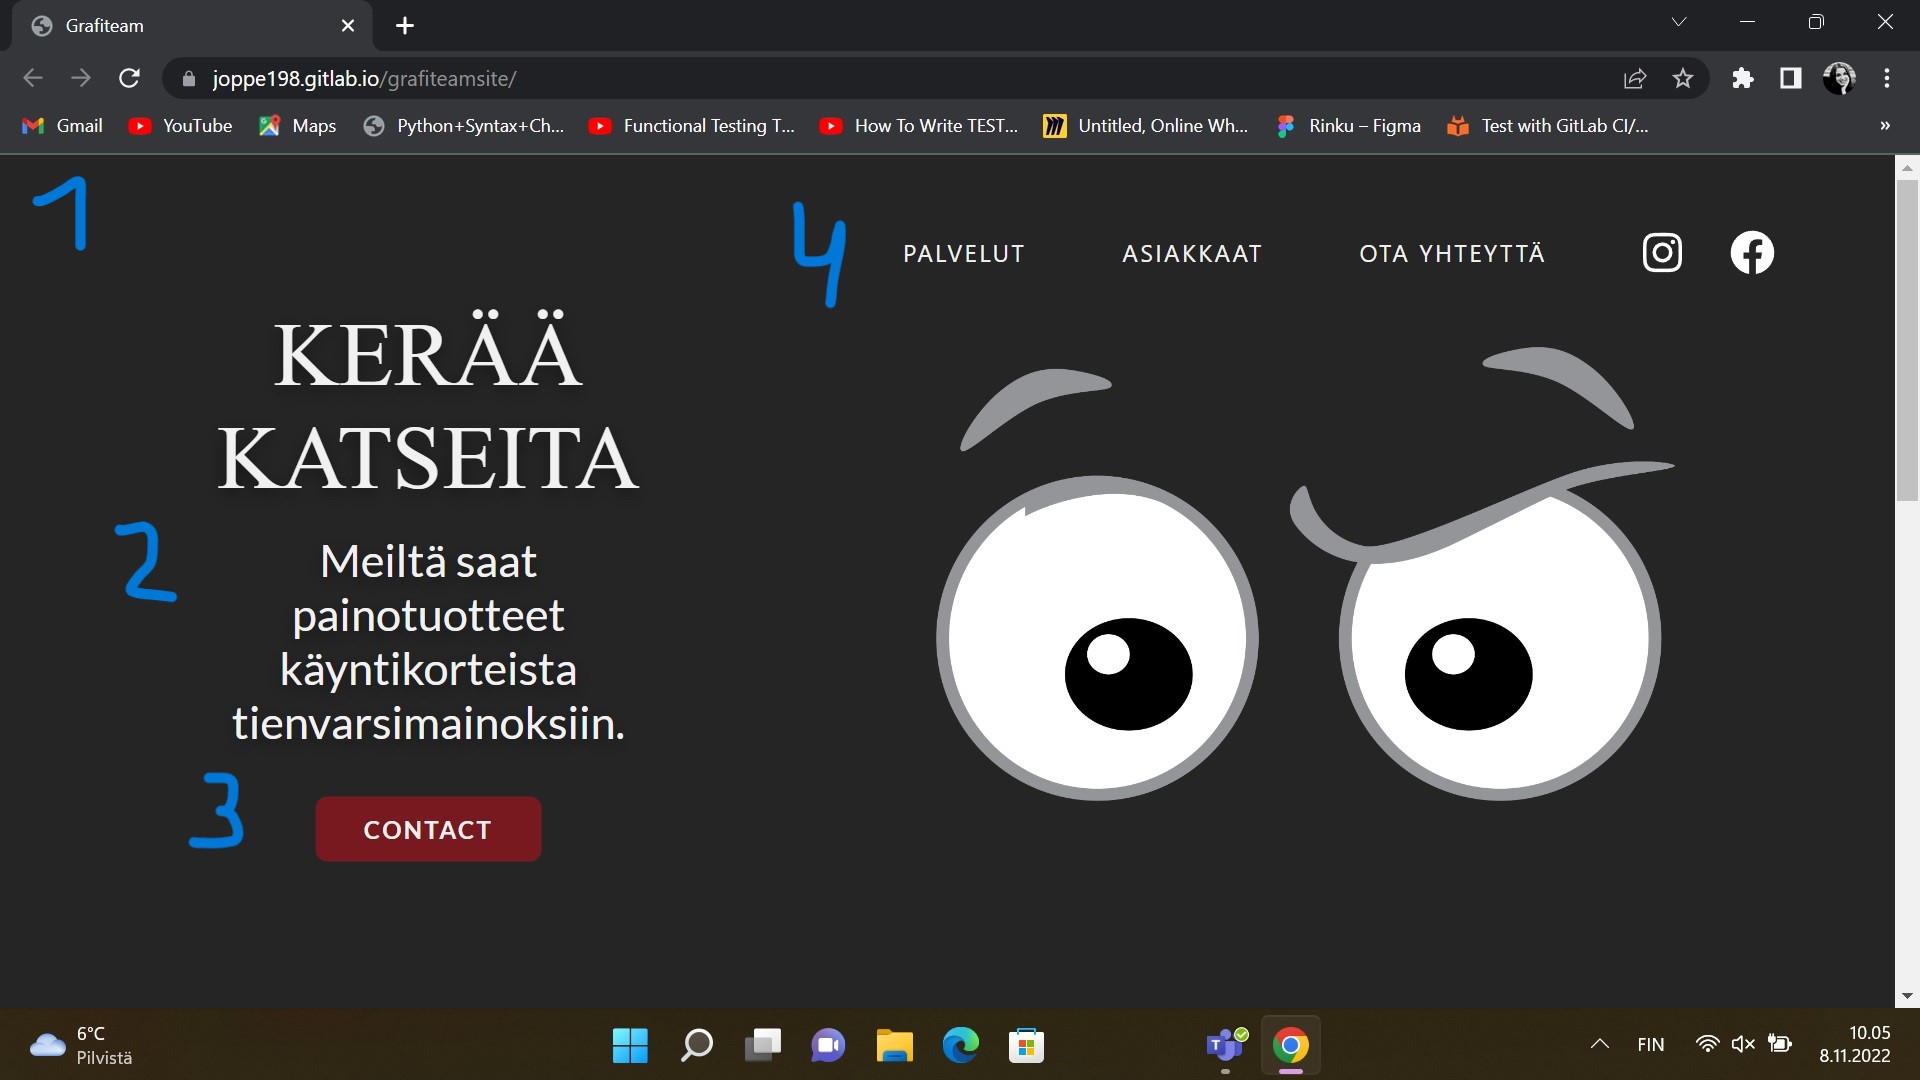 Grafiteam
joppe198.gitlab.io/grafiteamsite/
Gmail YouTube Maps Python+Syntax+Ch... Functional Testing T... How To Write TEST... Untitled, Online Wh... Rinku – Figma Test with GitLab CI/... »
1
4
PALVELUT ASIAKKAAT OTA YHTEYTTÄ
KERÄÄ
KATSEITA
2
Meiltä saat
painotuotteet
käyntikorteista
tienvarsimainoksiin.
3
CONTACT
6°C
Pilvistä
FIN
10.05
8.11.2022